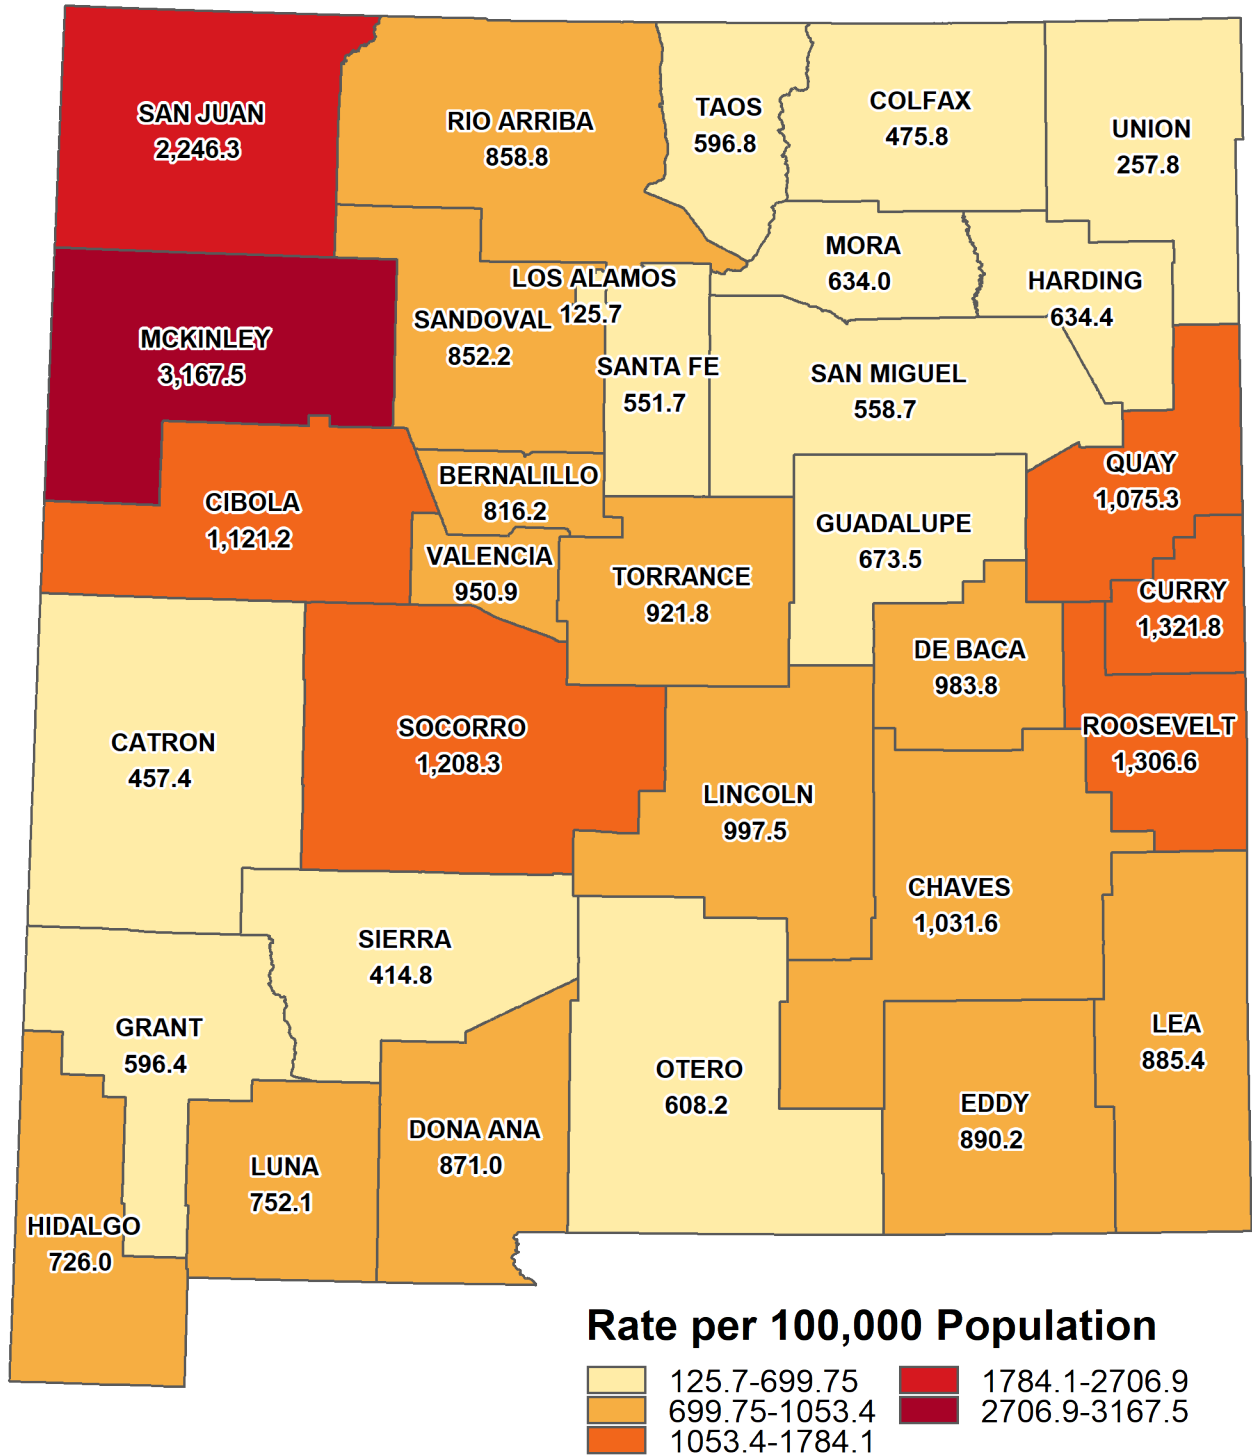 SAN JUAN
2,246.3
RIO ARRIBA
858.8
TAOS
596.8
COLFAX
475.8
UNION
257.8
MORA
634.0
HARDING
634.4
LOS ALAMOS
125.7
SANDOVAL
852.2
MCKINLEY
3,167.5
SANTA FE
551.7
SAN MIGUEL
558.7
QUAY
1,075.3
CIBOLA
1,121.2
BERNALILLO
816.2
GUADALUPE
673.5
VALENCIA
950.9
TORRANCE
921.8
CURRY
1,321.8
DE BACA
983.8
CATRON
457.4
SOCORRO
1,208.3
ROOSEVELT
1,306.6
LINCOLN
997.5
CHAVES
1,031.6
SIERRA
414.8
GRANT
596.4
LEA
885.4
OTERO
608.2
EDDY
890.2
DONA ANA
871.0
LUNA
752.1
HIDALGO
726.0
Rate per 100,000 Population
125.7-699.75
699.75-1053.4
1053.4-1784.1
1784.1-2706.9
2706.9-3167.5